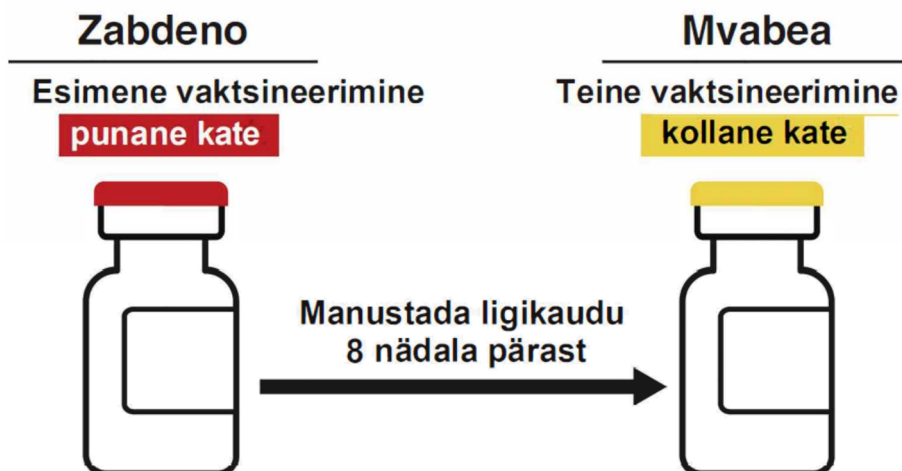 Zabdeno
Esimene vaktsineerimine
punane kate
Mvabea
Teine vaktsineerimine
kollane kate
Manustada ligikaudu
8 nädala pärast